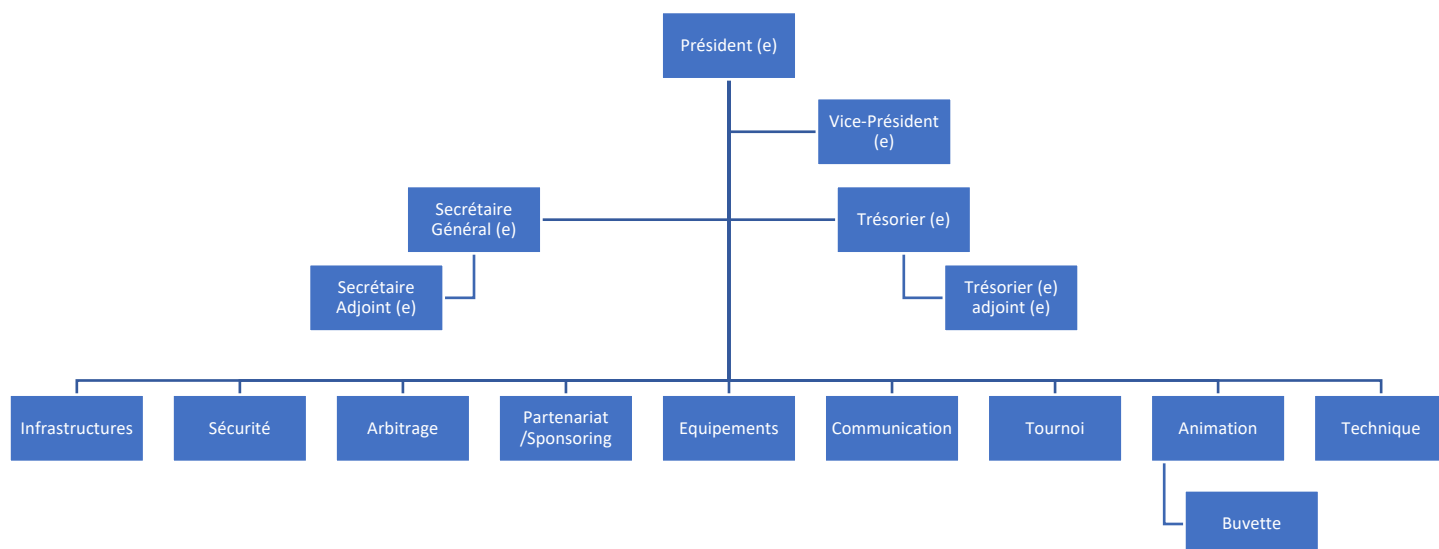 Président (e)
Vice-Président
(e)
Secrétaire
Général (e)
Trésorier (e)
Secrétaire
Adjoint (e)
Trésorier (e)
adjoint (e)
Infrastructures
Sécurité
Arbitrage
Partenariat
/Sponsoring
Equipements
Communication
Tournoi
Animation
Technique
Buvette